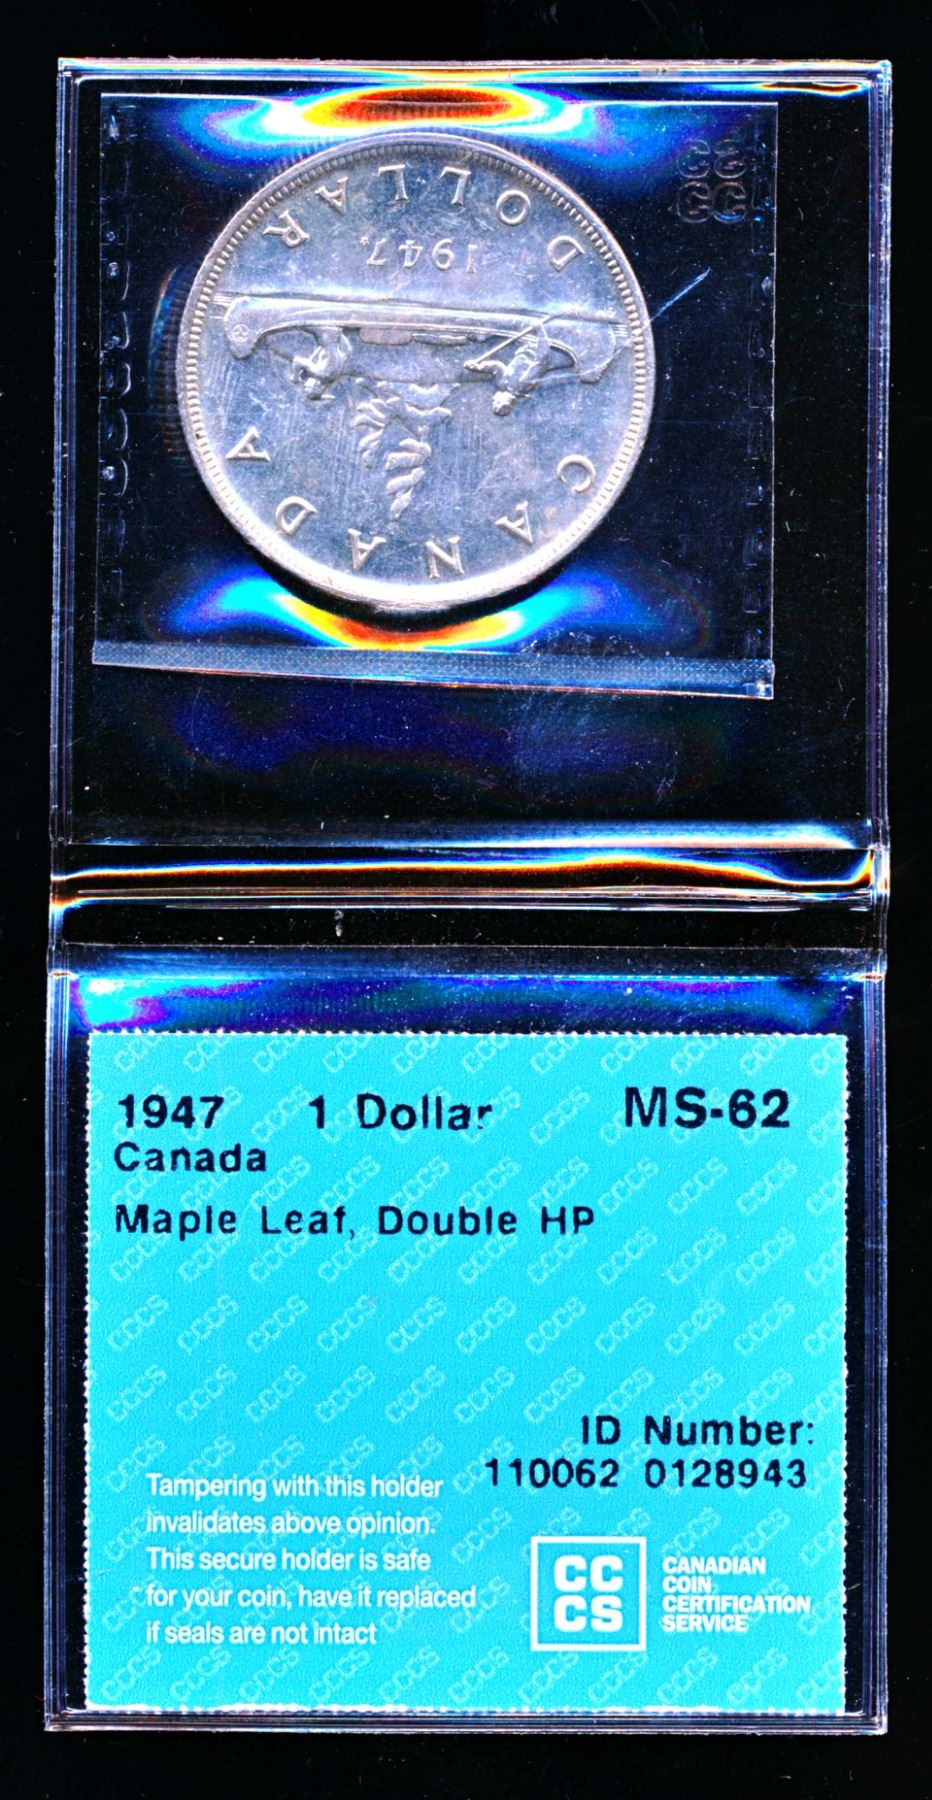 CANADA
1947
DOLLAR
CC
CS
1947 1 Dollar MS-62
Canada
Maple Leaf, Double HP
ID Number:
110062 0128943
Tampering with this holder
invalidates above opinion.
This secure holder is safe
for your coin, have it replaced
if seals are not intact
CC
CS
CANADIAN
COIN
CERTIFICATION
SERVICE